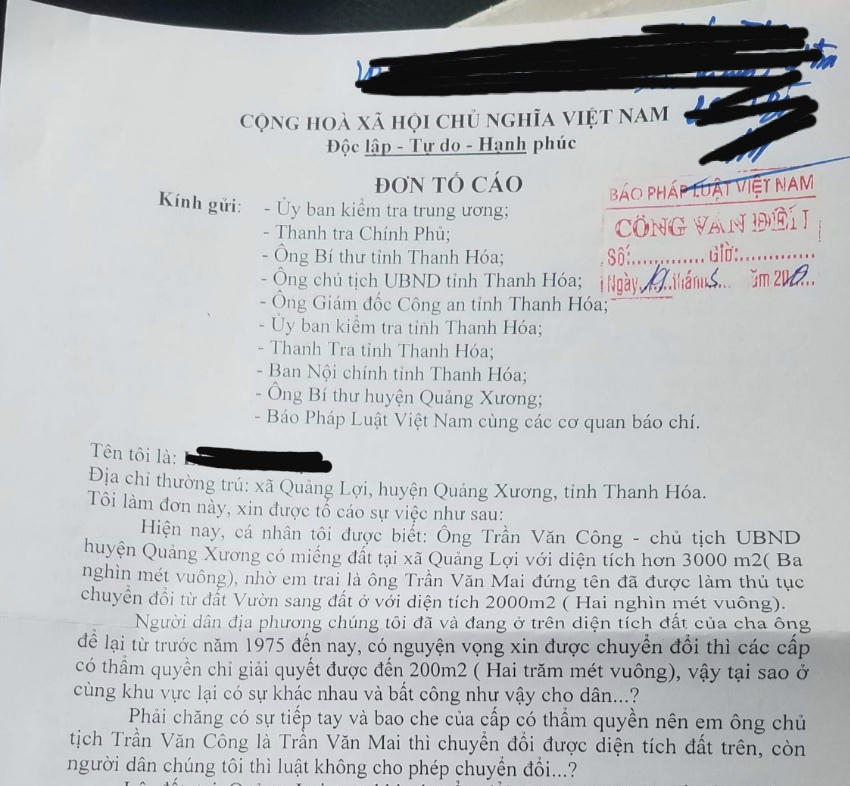 CỘNG HOÀ XÃ HỘI CHỦ NGHĨA VIỆT NAM
Độc lập - Tự do - Hạnh phúc
ĐƠN TỐ CÁO
BÁO PHÁP LUẬT VIỆT NAM
CÔNG VĂN ĐẾN
Số:............. Giờ:.............
Ngày
Kính gửi: - Ủy ban kiểm tra trung ương;
- Thanh tra Chính Phủ;
- Ông Bí thư tỉnh Thanh Hóa;
- Ông chủ tịch UBND tỉnh Thanh Hóa;
- Ông Giám đốc Công an tỉnh Thanh Hóa;
- Ủy ban kiểm tra tỉnh Thanh Hóa;
- Thanh Tra tỉnh Thanh Hóa;
- Ban Nội chính tỉnh Thanh Hóa;
- Ông Bí thư huyện Quảng Xương;
- Báo Pháp Luật Việt Nam cùng các cơ quan báo chí.
Tên tôi là:
Địa chỉ thường trú: xã Quảng Lợi, huyện Quảng Xương, tỉnh Thanh Hóa.
Tôi làm đơn này, xin được tố cáo sự việc như sau:
Hiện nay, cá nhân tôi được biết: Ông Trần Văn Công - chủ tịch UBND
huyện Quảng Xương có miếng đất tại xã Quảng Lợi với diện tích hơn 3000 m2( Ba
nghìn mét vuông), nhờ em trai là ông Trần Văn Mai đứng tên đã được làm thủ tục
chuyển đổi từ đất Vườn sang đất ở với diện tích 2000m2 ( Hai nghìn mét vuông).
Người dân địa phương chúng tôi đã và đang ở trên diện tích đất của cha ông
để lại từ trước năm 1975 đến nay, có nguyện vọng xin được chuyển đổi thì các cấp
có thẩm quyền chỉ giải quyết được đến 200m2 ( Hai trăm mét vuông), vậy tại sao ở
cùng khu vực lại có sự khác nhau và bất công như vậy cho dân...?
Phải chăng có sự tiếp tay và bao che của cấp có thẩm quyền nên em ông chủ
tịch Trần Văn Công là Trần Văn Mai thì chuyển đổi được diện tích đất trên, còn
người dân chúng tôi thì luật không cho phép chuyển đổi...?